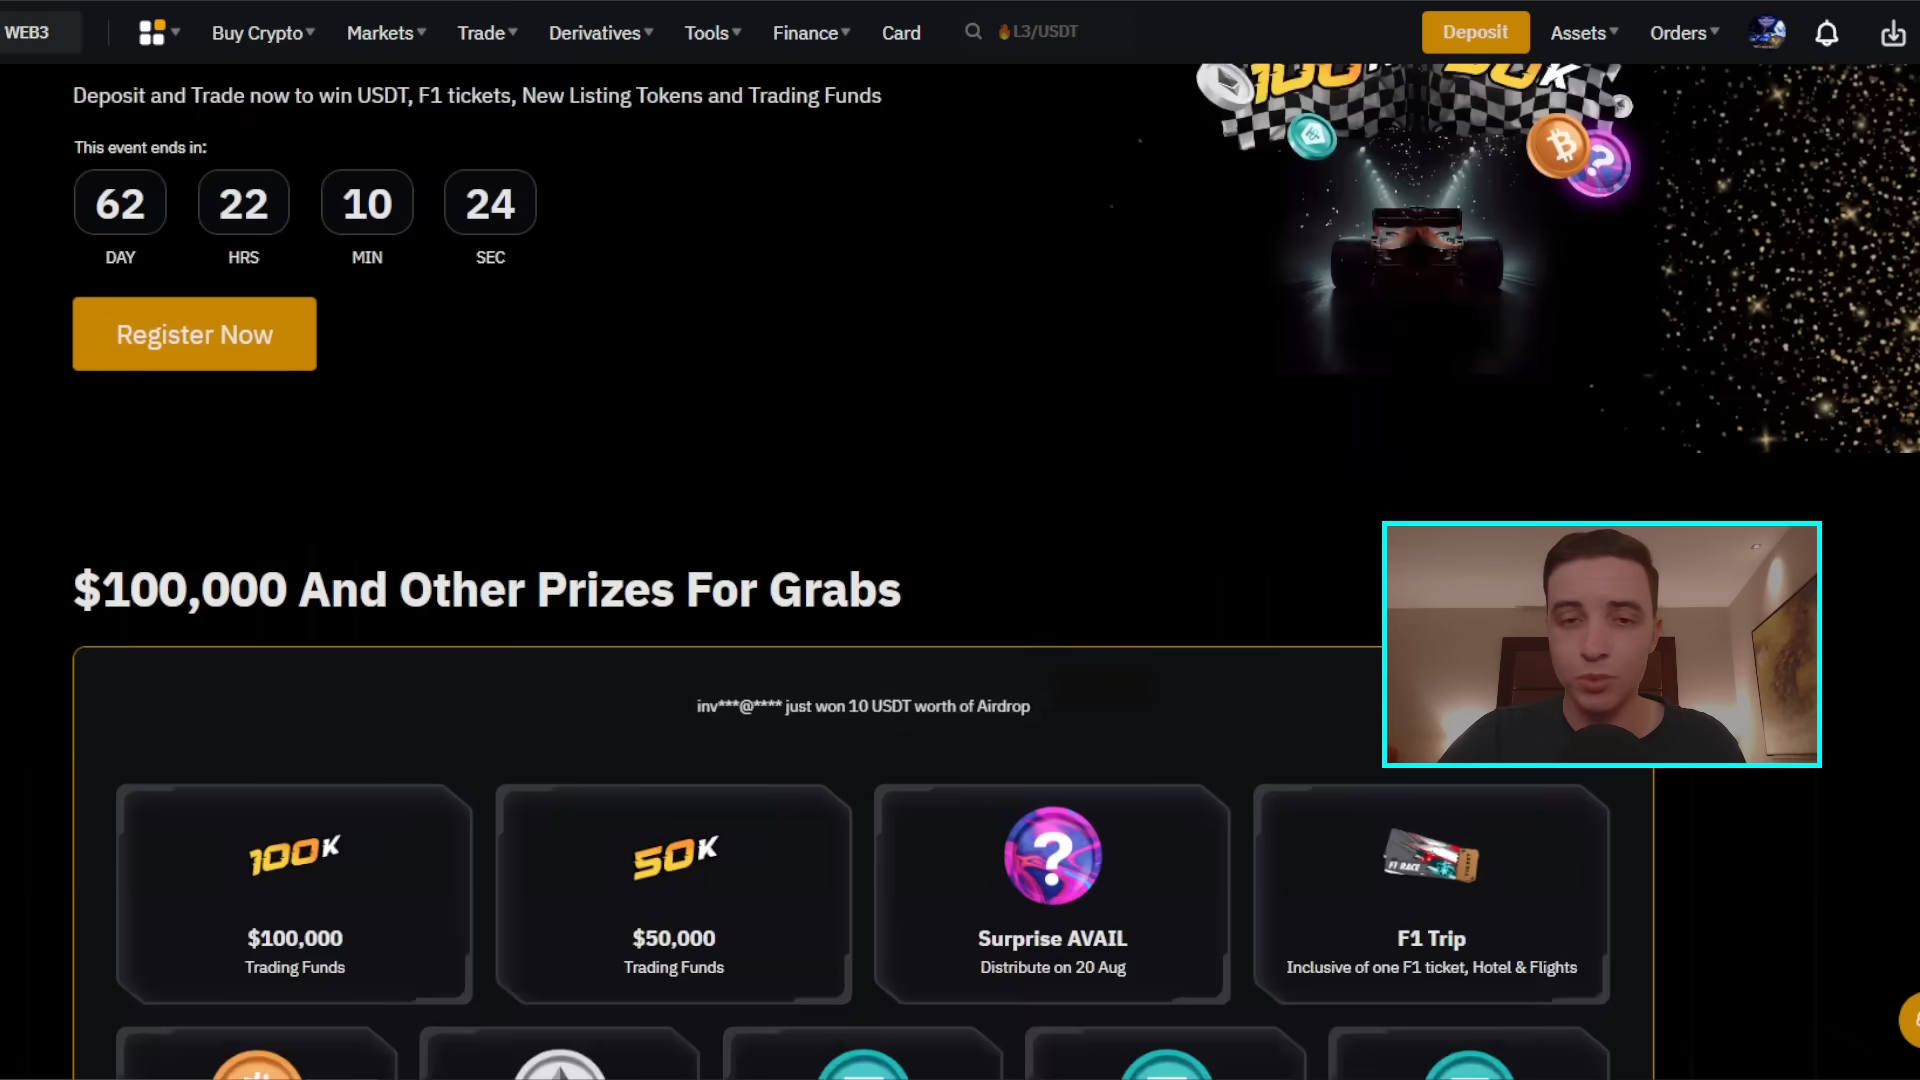 WEB3
Buy Crypto
Markets
Trade
Derivatives
Tools
Finance
Card
L3/USDT
Deposit
Assets
Orders
100K
50K
Deposit and Trade now to win USDT, F1 tickets, New Listing Tokens and Trading Funds
This event ends in:
62
22
10
24
DAY
HRS
MIN
SEC
Register Now
$100,000 And Other Prizes For Grabs
inv***@**** just won 10 USDT worth of Airdrop
100K
$100,000
Trading Funds
50K
$50,000
Trading Funds
?
Surprise AVAIL
Distribute on 20 Aug
F1 RACE
F1 Trip
Inclusive of one F1 ticket, Hotel & Flights